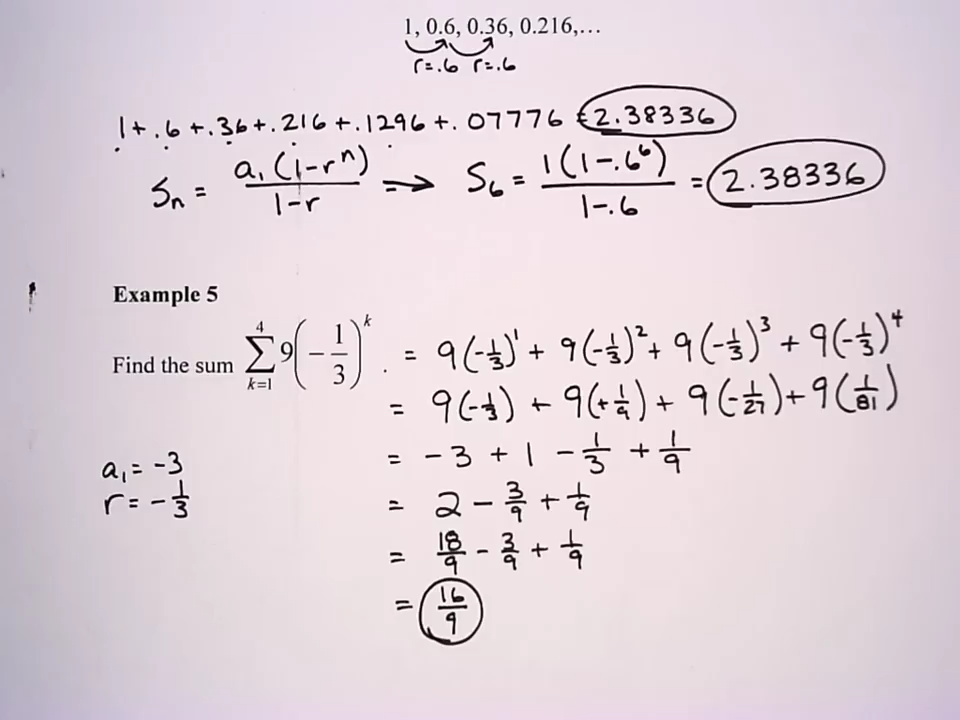 1, 0.6, 0.36, 0.216,...
r=.6 r=.6
1 + .6 + .36 + .216 + .1296 + .07776 = 2.38336
Sₙ = a₁(1-rⁿ)/(1-r) → S₆ = 1(1-.6⁶)/(1-.6) = 2.38336
Example 5
Find the sum ∑_{k=1}^{4} 9(-1/3)^k . = 9(-1/3)¹ + 9(-1/3)² + 9(-1/3)³ + 9(-1/3)⁴
= 9(-1/3) + 9(+1/9) + 9(-1/27) + 9(1/81)
a₁ = -3 = -3 + 1 - 1/3 + 1/9
r = -1/3 = 2 - 3/9 + 1/9
= 18/9 - 3/9 + 1/9
= 16/9